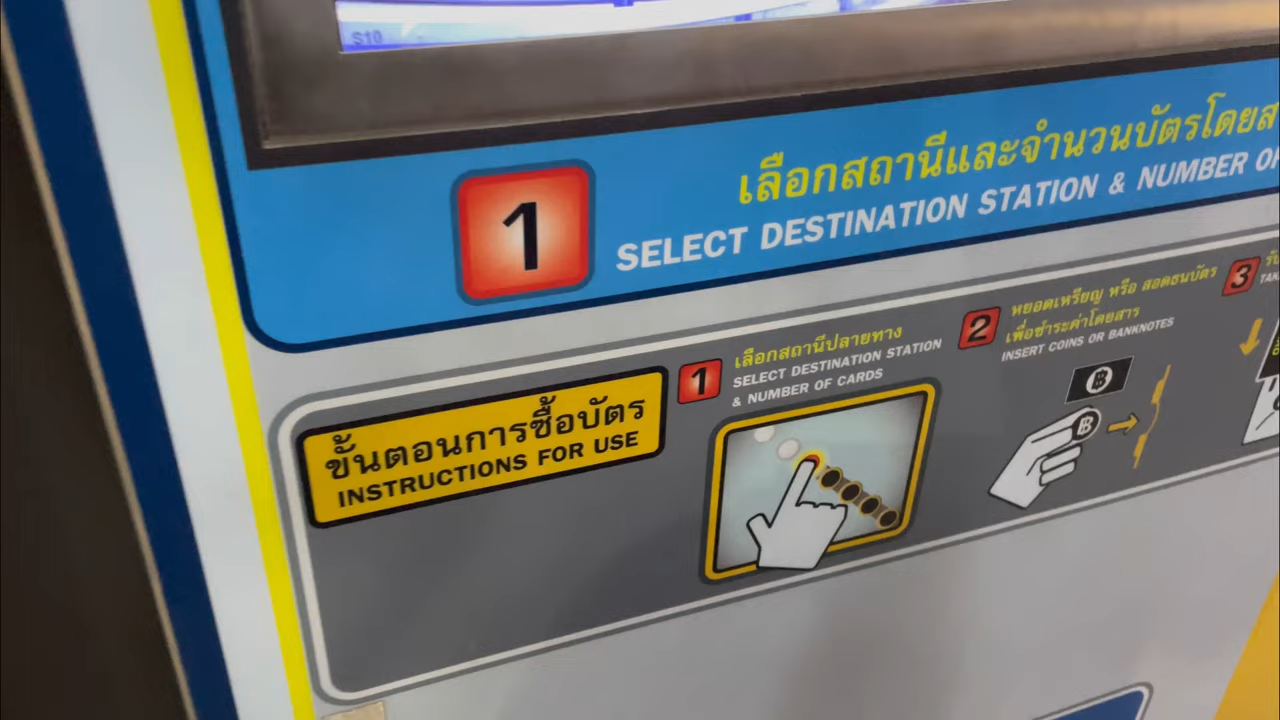 S10
1
เลือกสถานีและจำนวนบัตรโดยส
SELECT DESTINATION STATION & NUMBER OF
ขั้นตอนการซื้อบัตร
INSTRUCTIONS FOR USE
1
เลือกสถานีปลายทาง
SELECT DESTINATION STATION
& NUMBER OF CARDS
2
หยอดเหรียญ หรือ สอดธนบัตร
เพื่อชำระค่าโดยสาร
INSERT COINS OR BANKNOTES
฿
฿
3